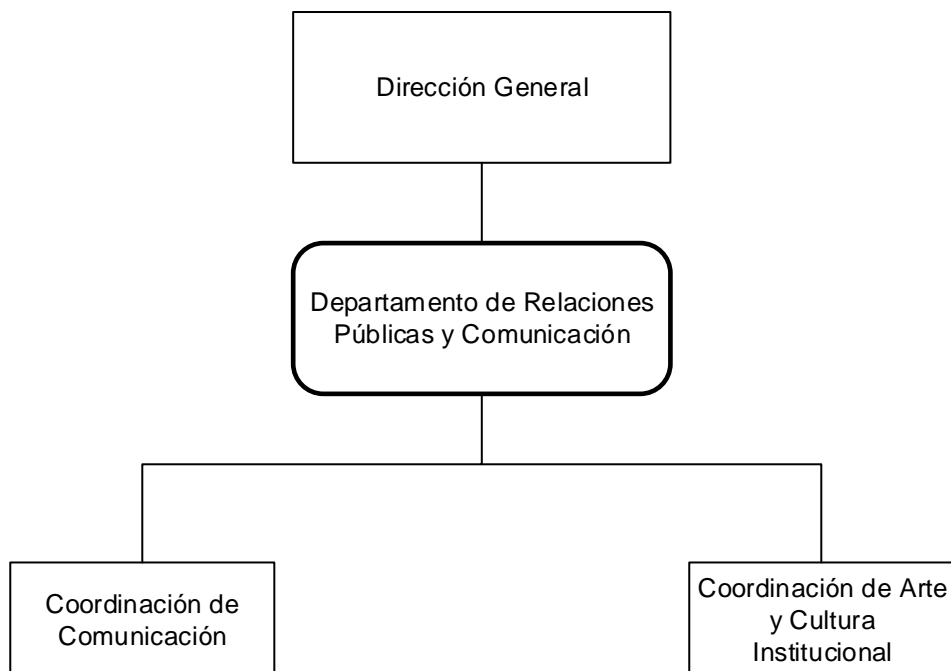 Dirección General
Departamento de Relaciones
Públicas y Comunicación
Coordinación de
Comunicación
Coordinación de Arte
y Cultura
Institucional